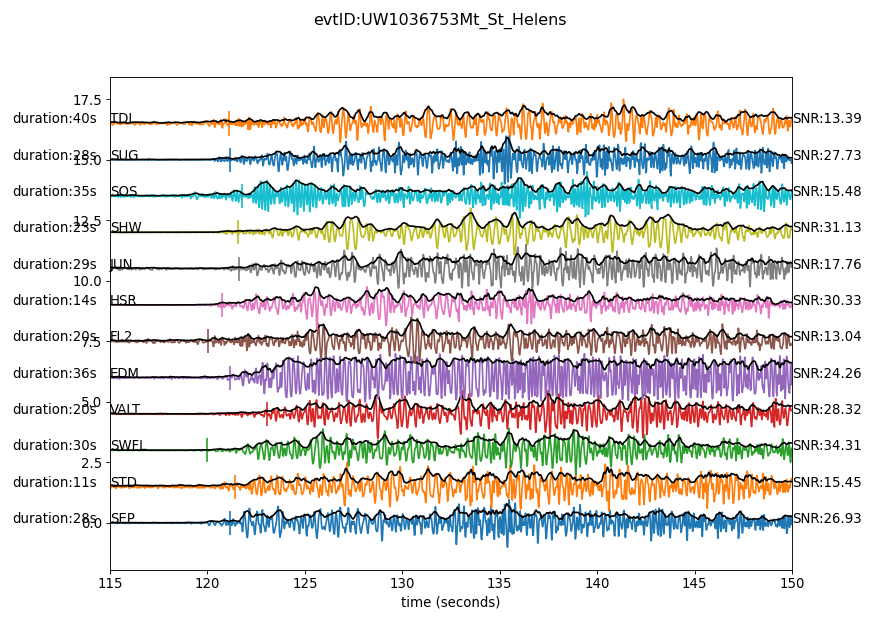 evtID:UW1036753Mt_St_Helens
17.5
duration:40s TDL SNR:13.39
duration:28s SUG SNR:27.73
15.0
duration:35s SOS SNR:15.48
12.5
duration:23s SHW SNR:31.13
duration:29s JUN SNR:17.76
10.0
duration:14s HSR SNR:30.33
duration:20s FL2 SNR:13.04
7.5
duration:36s EDM SNR:24.26
5.0
duration:20s VALT SNR:28.32
duration:30s SWFL SNR:34.31
2.5
duration:11s STD SNR:15.45
duration:28s SEP SNR:26.93
0.0
115 120 125 130 135 140 145 150
time (seconds)